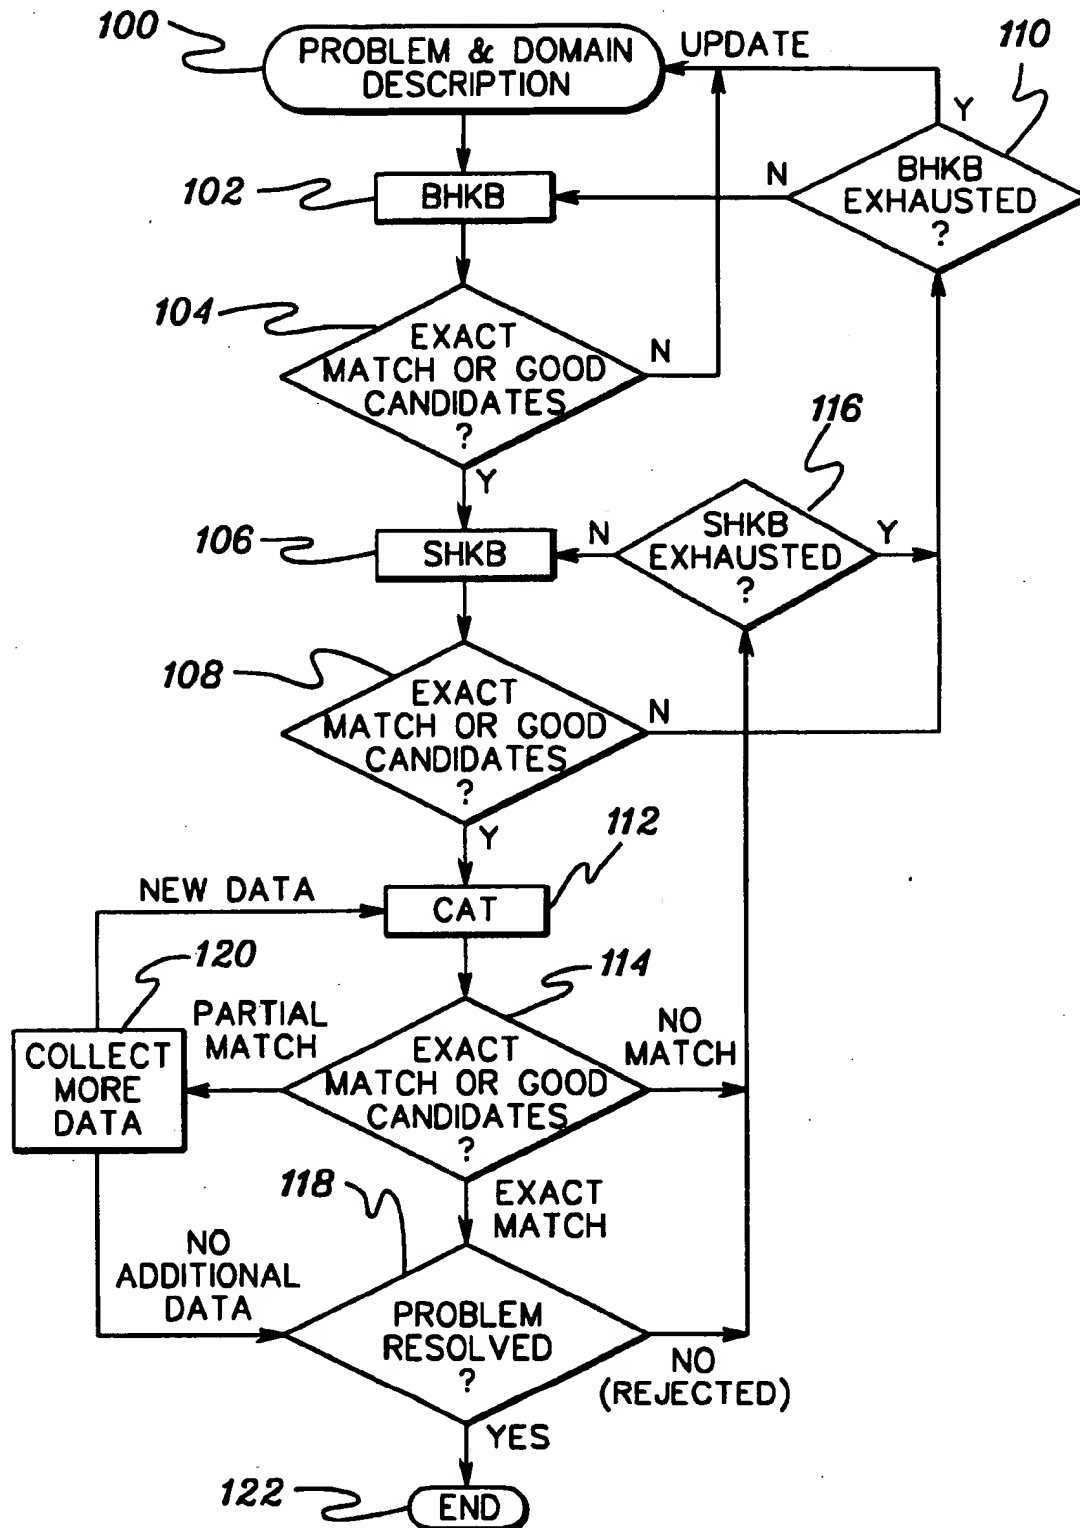 100
PROBLEM & DOMAIN
DESCRIPTION
UPDATE
110
Y
102
BHKB
N
BHKB
EXHAUSTED
?
104
EXACT
MATCH OR GOOD
CANDIDATES
?
N
Y
116
106
SHKB
N
SHKB
EXHAUSTED
?
Y
108
EXACT
MATCH OR GOOD
CANDIDATES
?
N
Y
112
NEW DATA
CAT
120
114
PARTIAL
MATCH
NO
MATCH
COLLECT
MORE
DATA
EXACT
MATCH OR GOOD
CANDIDATES
?
118
EXACT
MATCH
NO
ADDITIONAL
DATA
PROBLEM
RESOLVED
?
NO
(REJECTED)
YES
122
END